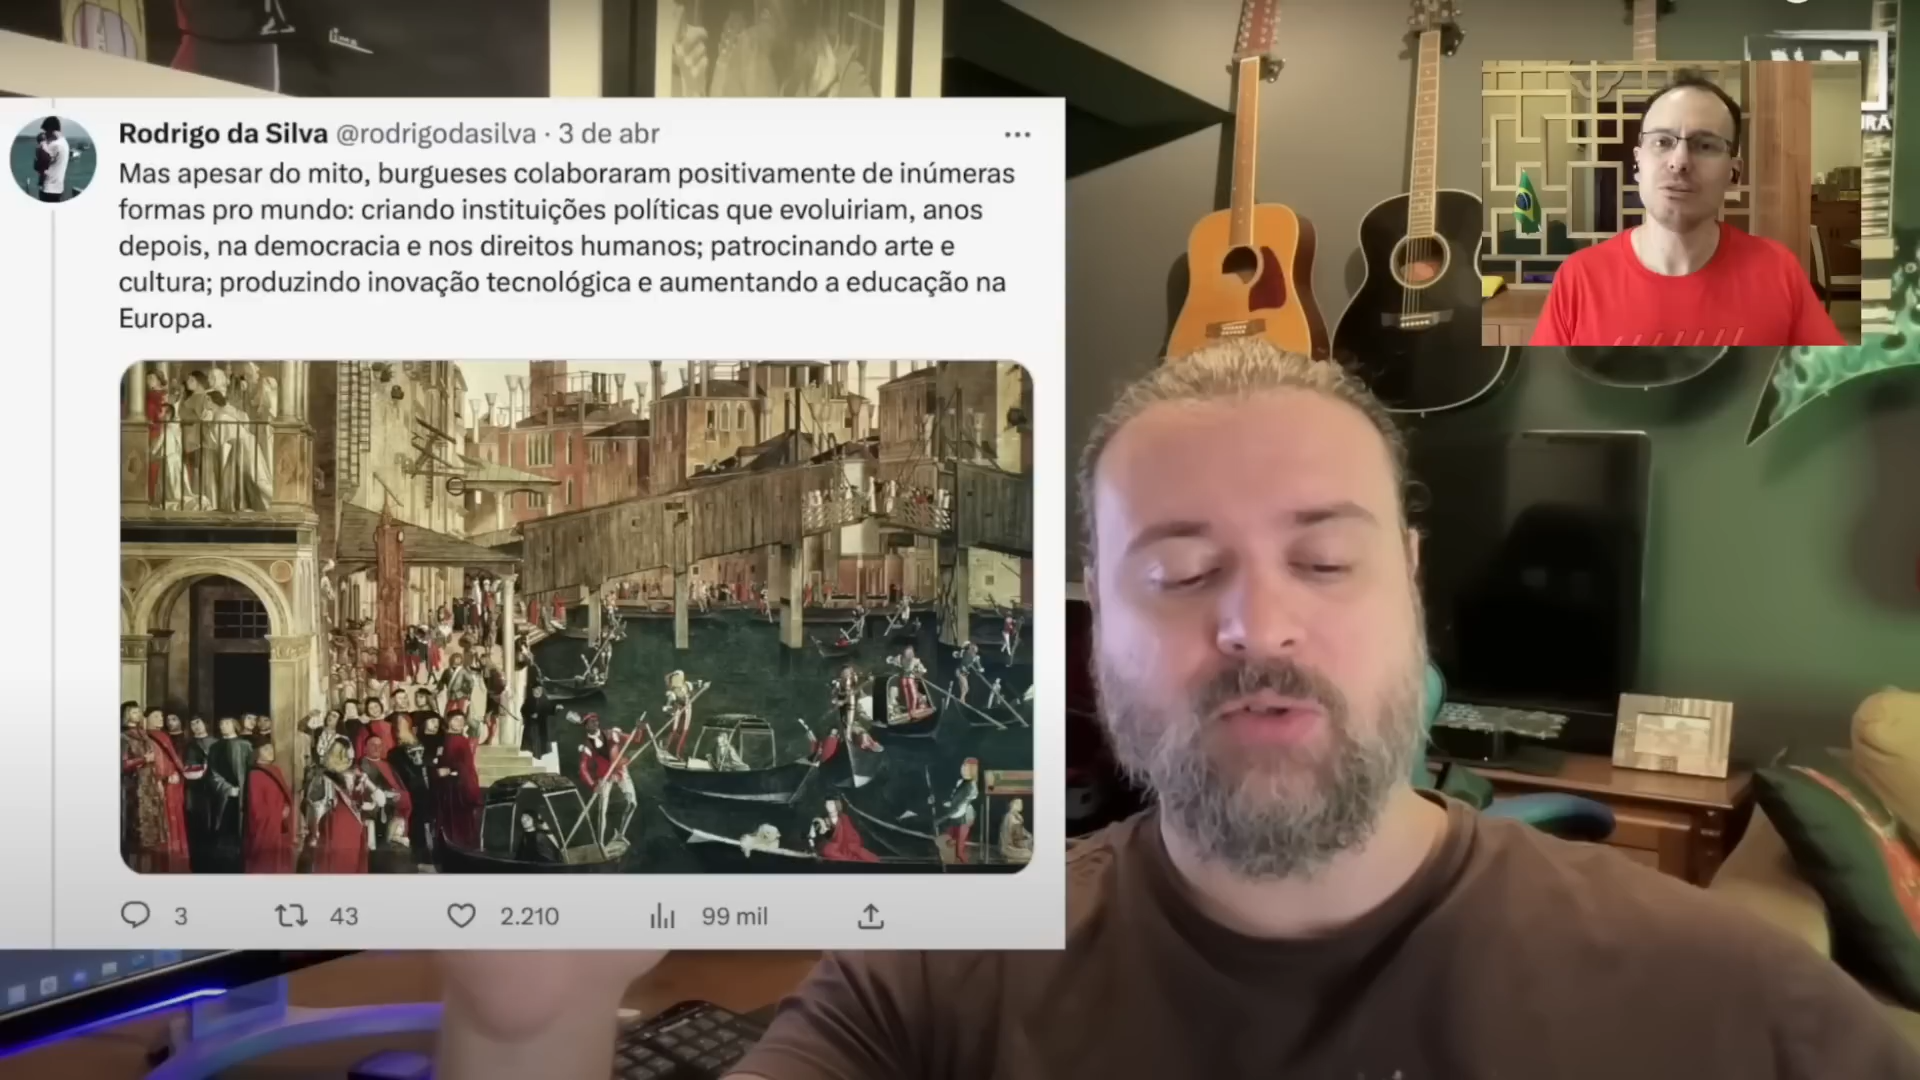 Lima
Rodrigo da Silva @rodrigodasilva · 3 de abr
Mas apesar do mito, burgueses colaboraram positivamente de inúmeras
formas pro mundo: criando instituições políticas que evoluiriam, anos
depois, na democracia e nos direitos humanos; patrocinando arte e
cultura; produzindo inovação tecnológica e aumentando a educação na
Europa.
3 43 2.210 99 mil